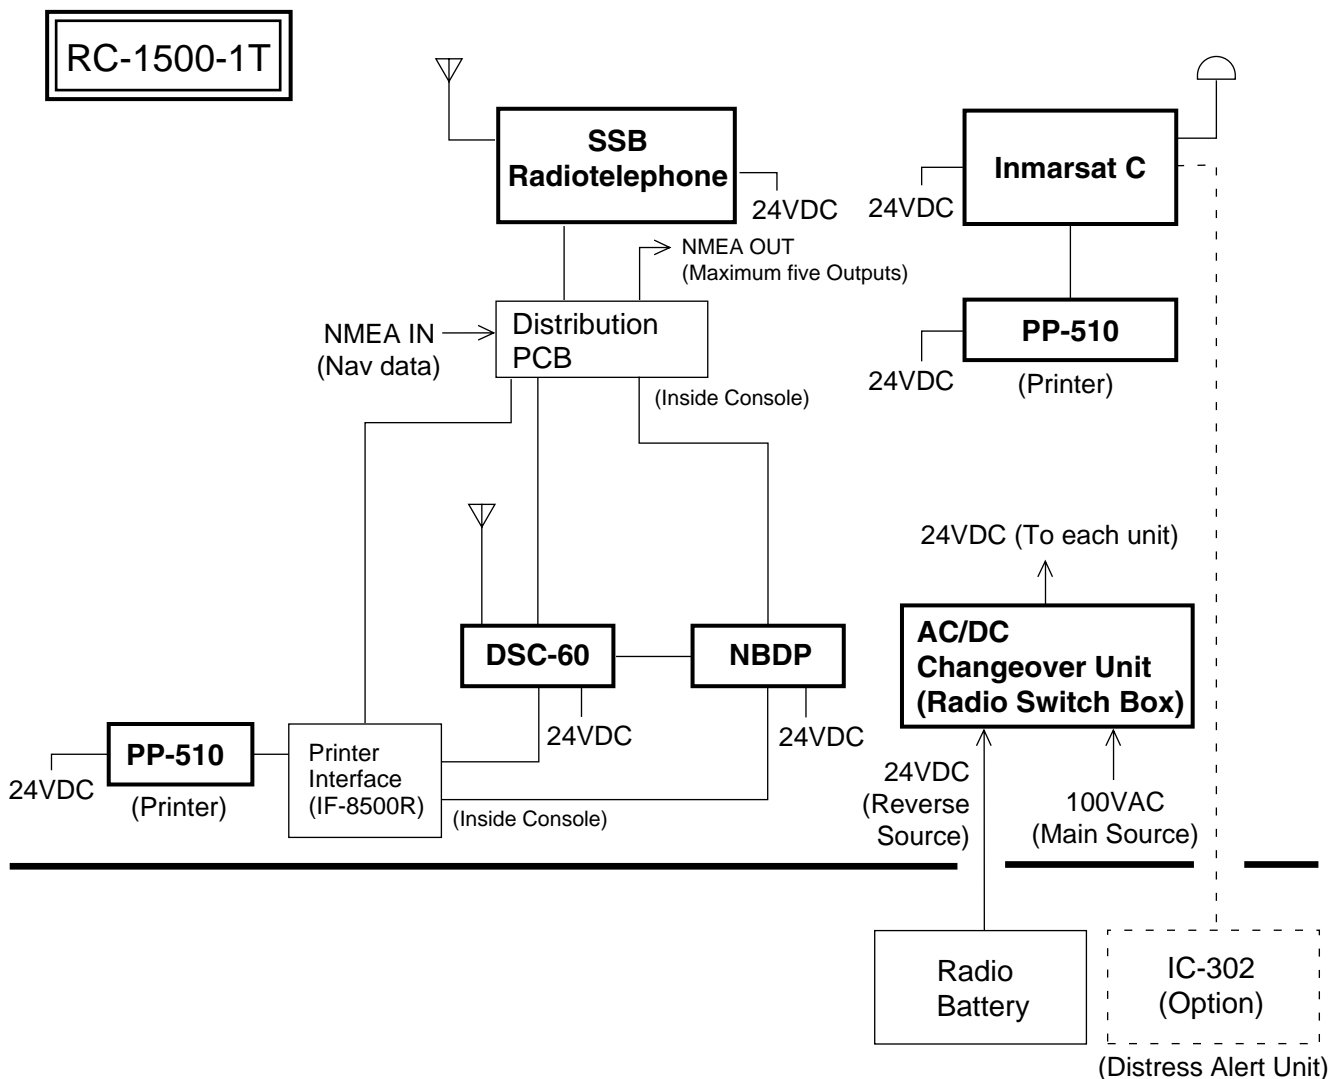 RC-1500-1T
SSB
Radiotelephone
24VDC
Inmarsat C
24VDC
NMEA OUT
(Maximum five Outputs)
NMEA IN
(Nav data)
Distribution
PCB
(Inside Console)
PP-510
24VDC
(Printer)
24VDC (To each unit)
AC/DC
Changeover Unit
(Radio Switch Box)
DSC-60
NBDP
24VDC
24VDC
PP-510
24VDC
(Printer)
Printer
Interface
(IF-8500R)
(Inside Console)
24VDC
(Reverse
Source)
100VAC
(Main Source)
Radio
Battery
IC-302
(Option)
(Distress Alert Unit)